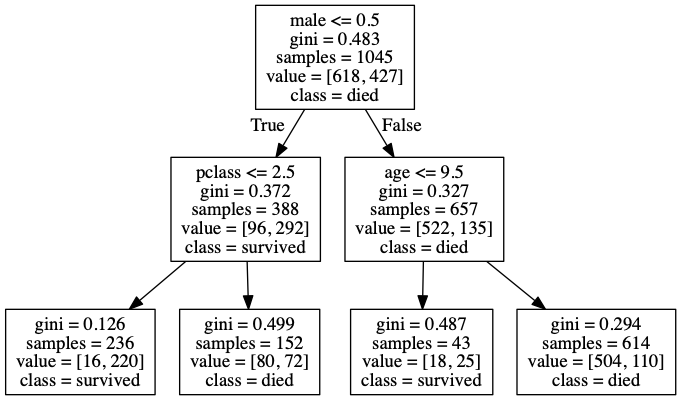 male <= 0.5
gini = 0.483
samples = 1045
value = [618, 427]
class = died
True
False
pclass <= 2.5
gini = 0.372
samples = 388
value = [96, 292]
class = survived
age <= 9.5
gini = 0.327
samples = 657
value = [522, 135]
class = died
gini = 0.126
samples = 236
value = [16, 220]
class = survived
gini = 0.499
samples = 152
value = [80, 72]
class = died
gini = 0.487
samples = 43
value = [18, 25]
class = survived
gini = 0.294
samples = 614
value = [504, 110]
class = died